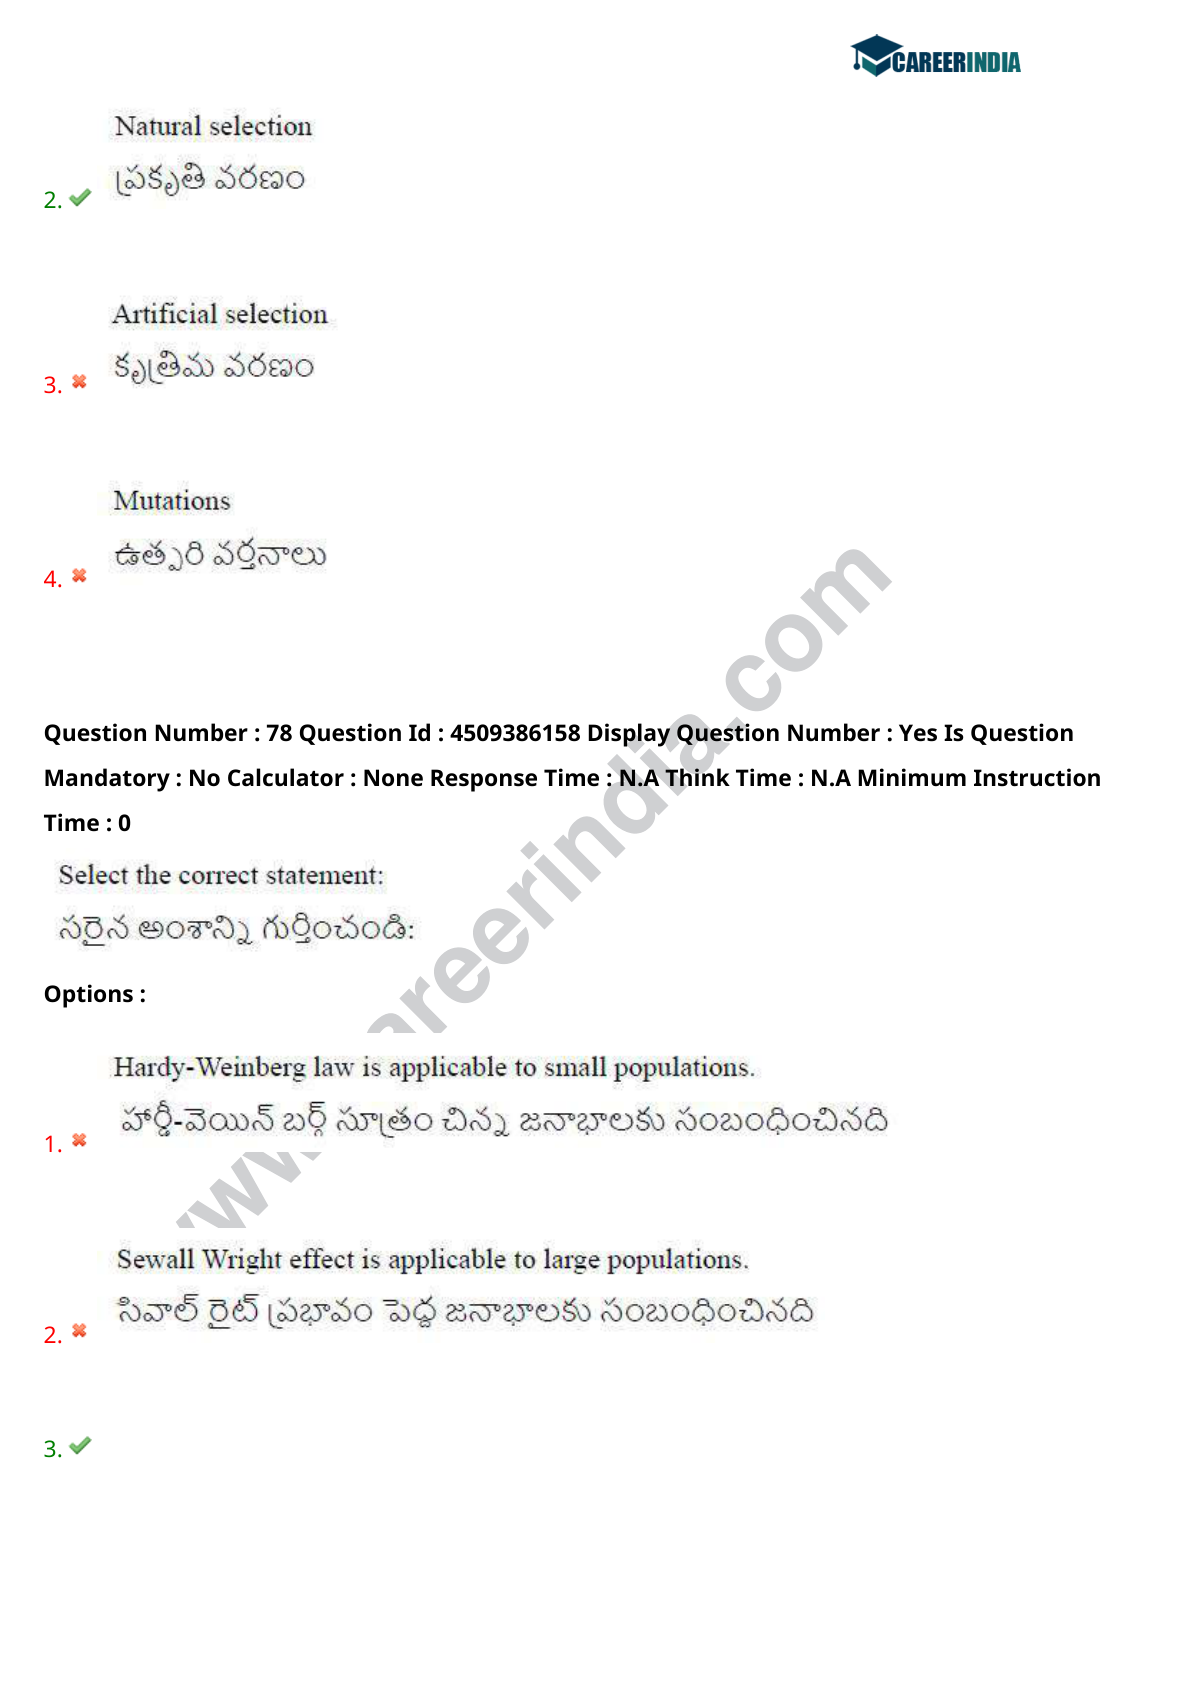 CAREERINDIA
Natural selection
ప్రకృతి వరణం
2.
Artificial selection
కృత్రిమ వరణం
3.
Mutations
ఉత్పరి వర్తనాలు
4.
Question Number : 78 Question Id : 4509386158 Display Question Number : Yes Is Question
Mandatory : No Calculator : None Response Time : N.A Think Time : N.A Minimum Instruction
Time : 0
Select the correct statement:
సరైన అంశాన్ని గుర్తించండి:
Options :
Hardy-Weinberg law is applicable to small populations.
హార్డీ-వెయిన్ బర్గ్ సూత్రం చిన్న జనాభాలకు సంబంధించినది
1.
Sewall Wright effect is applicable to large populations.
సివాల్ రైట్ ప్రభావం పెద్ద జనాభాలకు సంబంధించినది
2.
3.